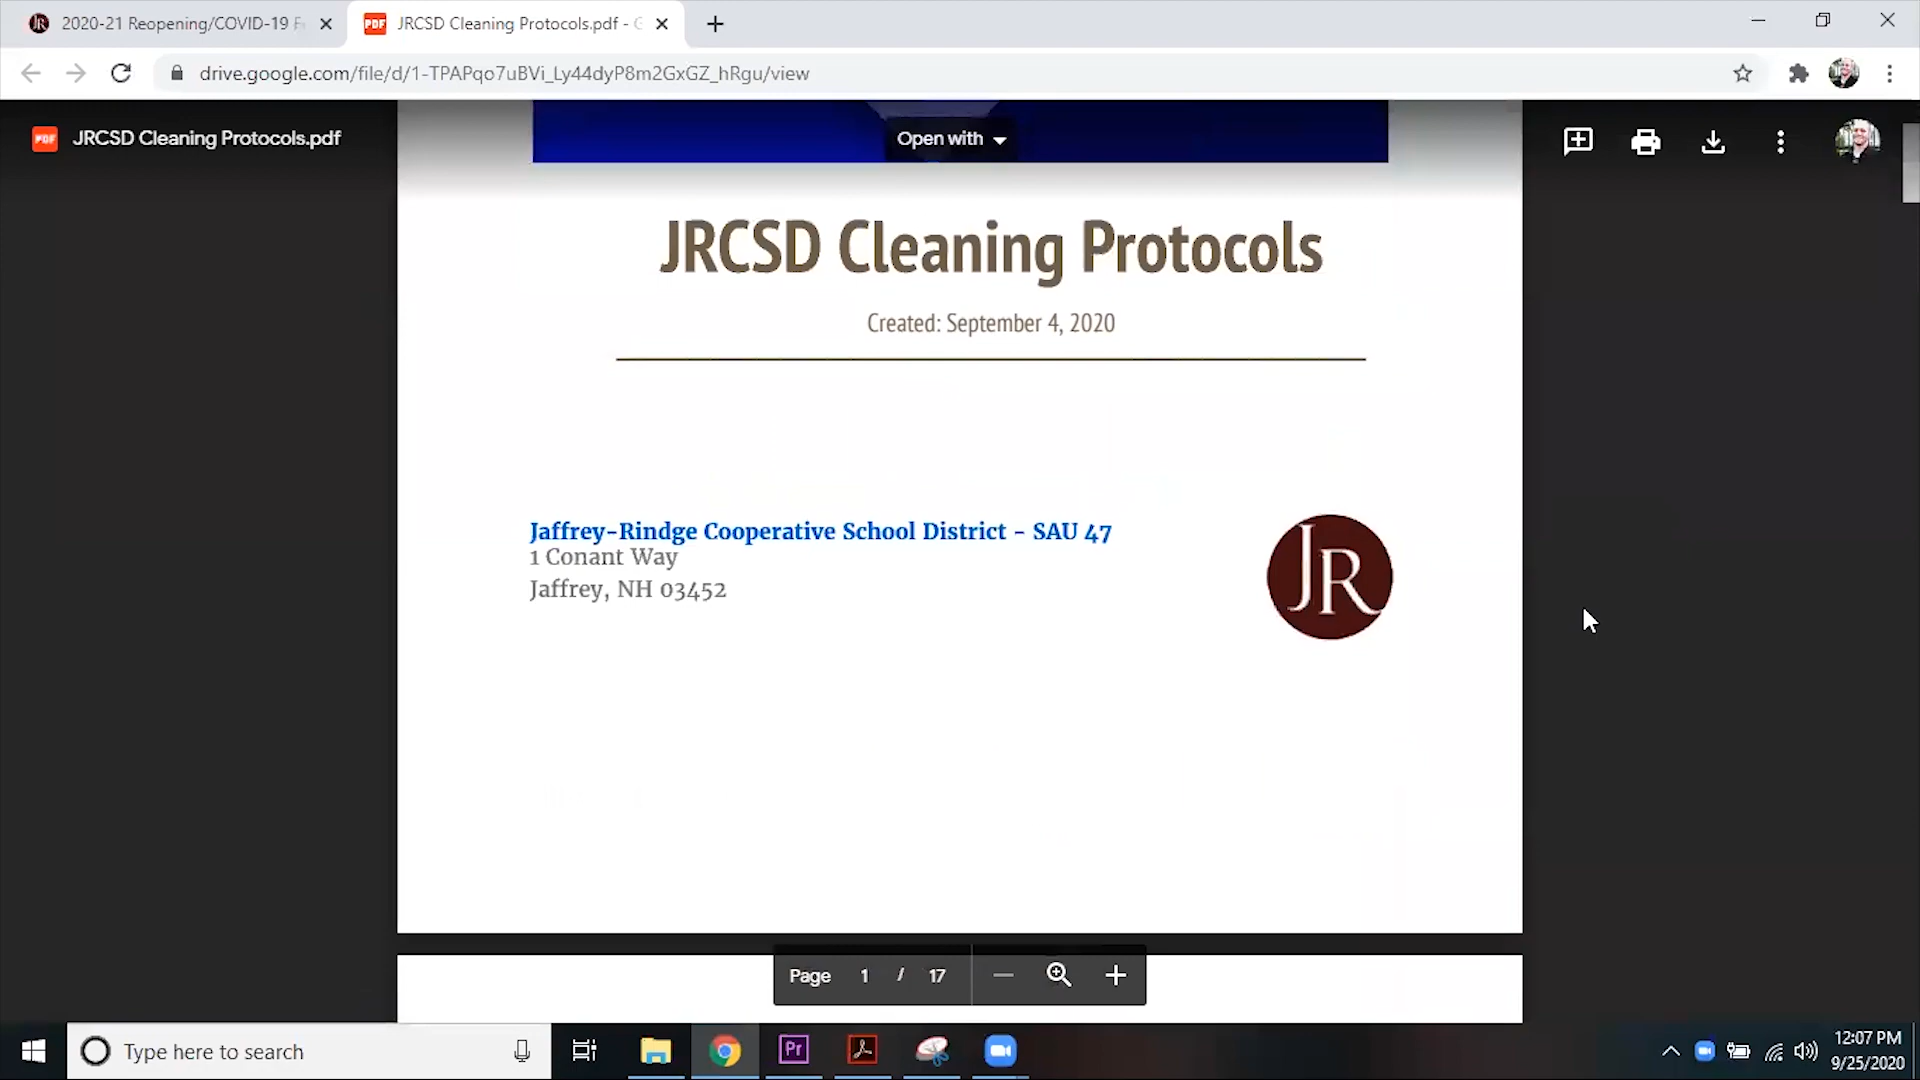 2020-21 Reopening/COVID-19
JRCSD Cleaning Protocols.pdf - G
drive.google.com/file/d/1-TPAPqo7uBVi_Ly44dyP8m2GxGZ_hRgu/view
PDF
JRCSD Cleaning Protocols.pdf
Open with
JRCSD Cleaning Protocols
Created: September 4, 2020
Jaffrey-Rindge Cooperative School District - SAU 47
1 Conant Way
Jaffrey, NH 03452
JR
Page 1 / 17
Type here to search
Pr
12:07 PM
9/25/2020